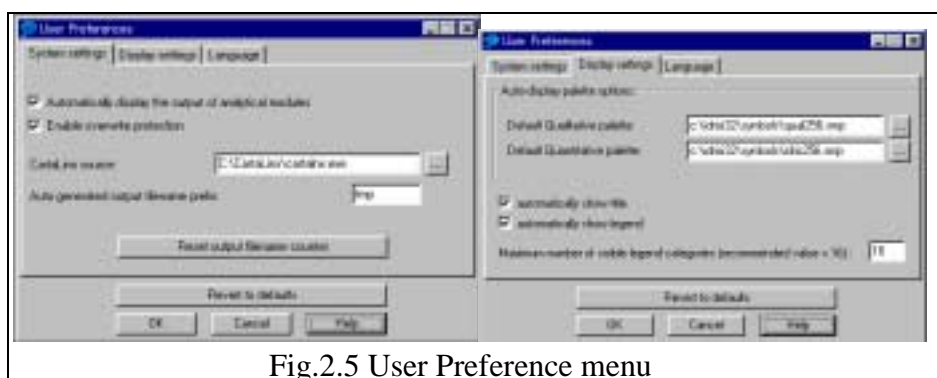 User Preferences
System settings Display settings Language
Automatically display the output of analytical modules
Enable overwrite protection
CartaLinx source:
Auto generated output filename prefix: tmp
Reset output filename counter
Revert to defaults
OK Cancel Help
User Preferences
System settings Display settings Language
Auto-display palette options:
Default Qualitative palette:
Default Quantitative palette:
automatically show title
automatically show legend
Maximum number of visible legend categories (recommended value = 16) :
Revert to defaults
OK Cancel Help
Fig.2.5 User Preference menu